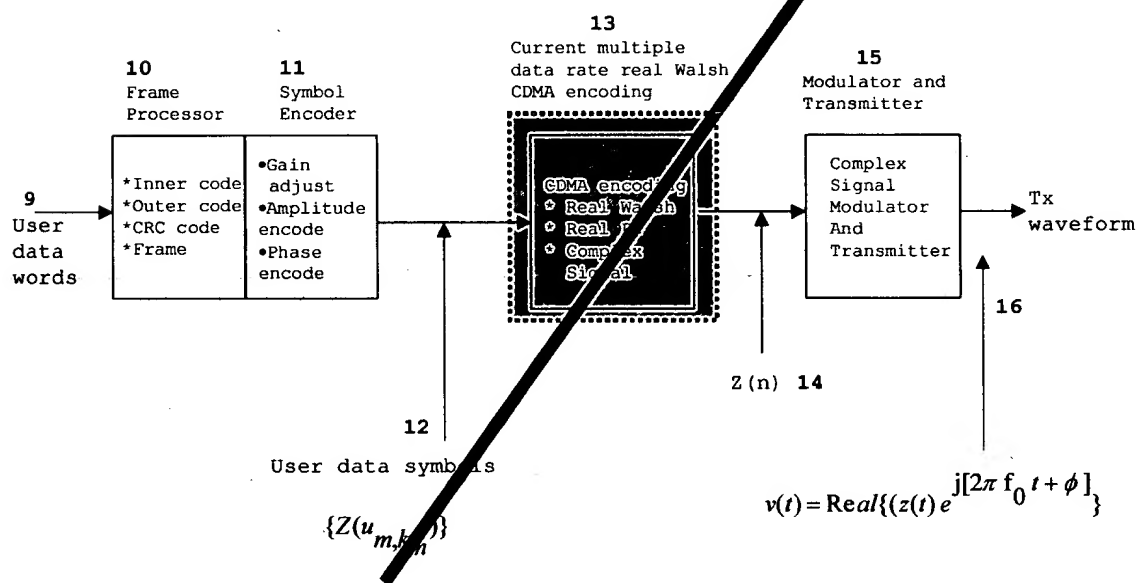 13
Current multiple
data rate real Walsh
CDMA encoding
10
Frame
Processor
11
Symbol
Encoder
15
Modulator and
Transmitter
9
User
data
words
*Inner code
*Outer code
*CRC code
*Frame
•Gain
adjust
•Amplitude
encode
•Phase
encode
CDMA encoding
* Real Walsh
* Real
* Complex
Signal
Complex
Signal
Modulator
And
Transmitter
Tx
waveform
16
Z(n) 14
12
User data symbols
{Z(u_{m,k_m})}
v(t) = Real{(z(t) e^{j[2π f_0 t + ϕ]}}